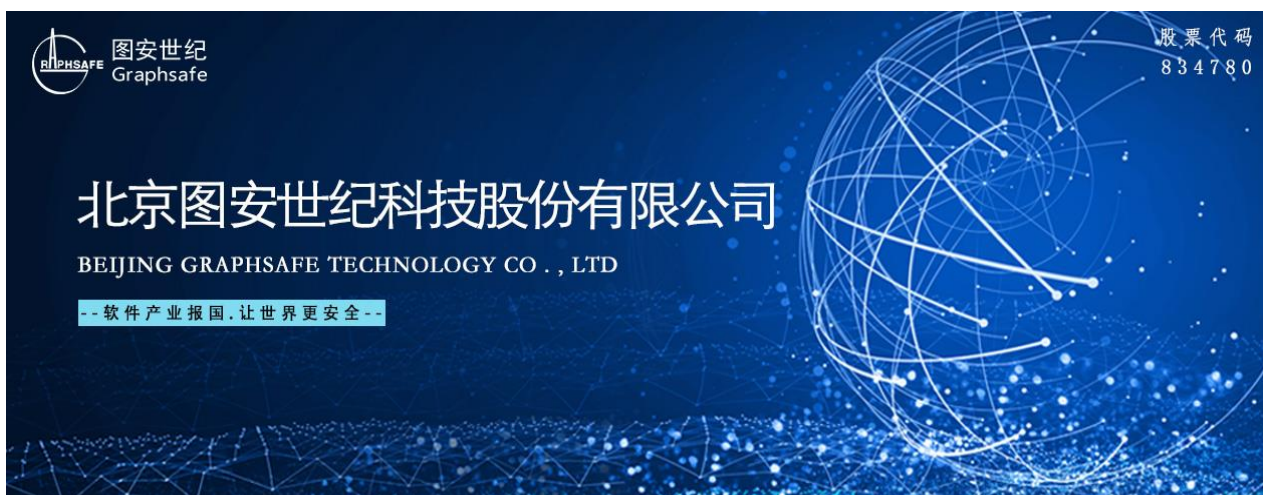 RAPHSAFE
图安世纪
Graphsafe
股票代码
834780
北京图安世纪科技股份有限公司
BEIJING GRAPHSAFE TECHNOLOGY CO . , LTD
--软件产业报国.让世界更安全--